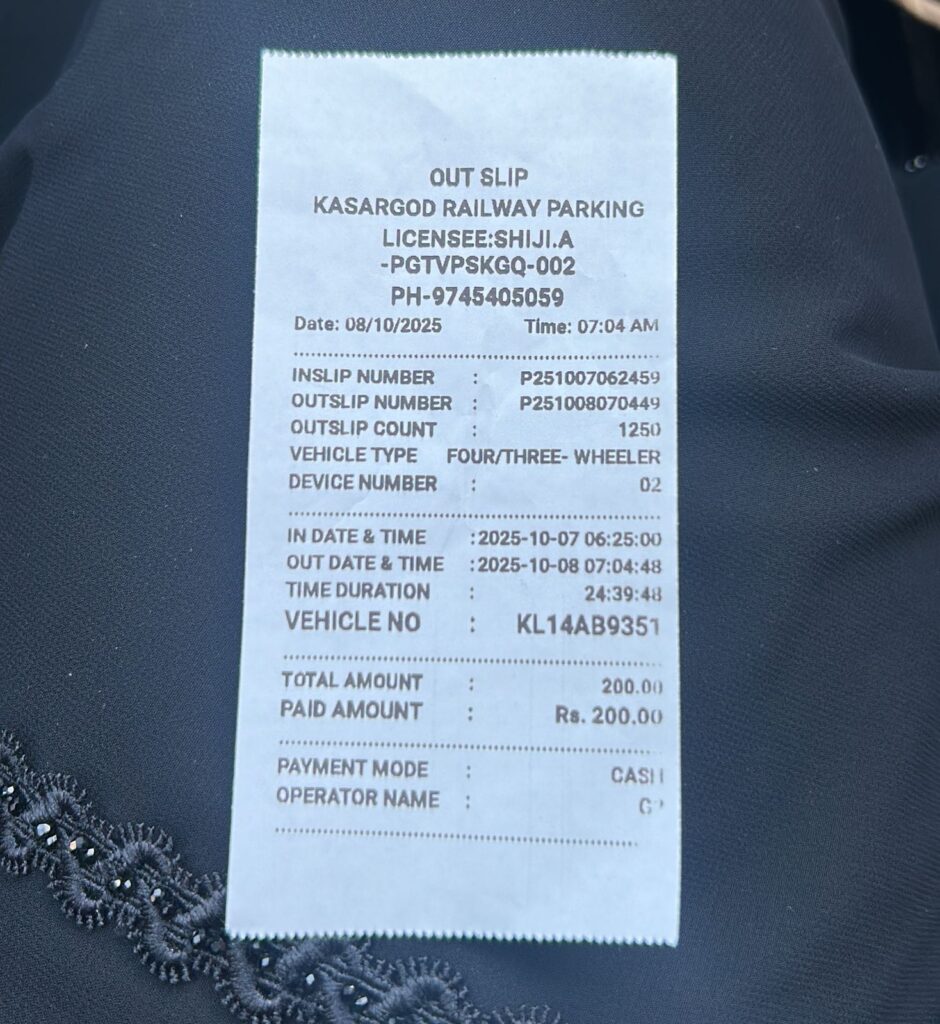 OUT SLIP
KASARGOD RAILWAY PARKING
LICENSEE:SHIJI.A
-PGTVPSKGQ-002
PH-9745405059
Date: 08/10/2025 Time: 07:04 AM
INSLIP NUMBER : P251007062459
OUTSLIP NUMBER : P251008070449
OUTSLIP COUNT : 1250
VEHICLE TYPE FOUR/THREE- WHEELER
DEVICE NUMBER : 02
IN DATE & TIME :2025-10-07 06:25:00
OUT DATE & TIME :2025-10-08 07:04:48
TIME DURATION : 24:39:48
VEHICLE NO : KL14AB9351
TOTAL AMOUNT : 200.00
PAID AMOUNT : Rs. 200.00
PAYMENT MODE : CASH
OPERATOR NAME :